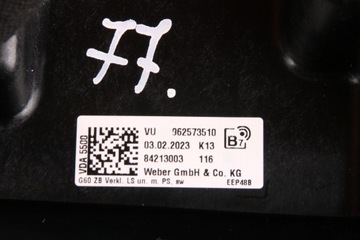 77.
VDA 5500
VU 962573510
03.02.2023 K13
B7
84213003 116
Weber GmbH & Co. KG
G60 ZB Verkl. LS un. m. PS. sw EEP48B